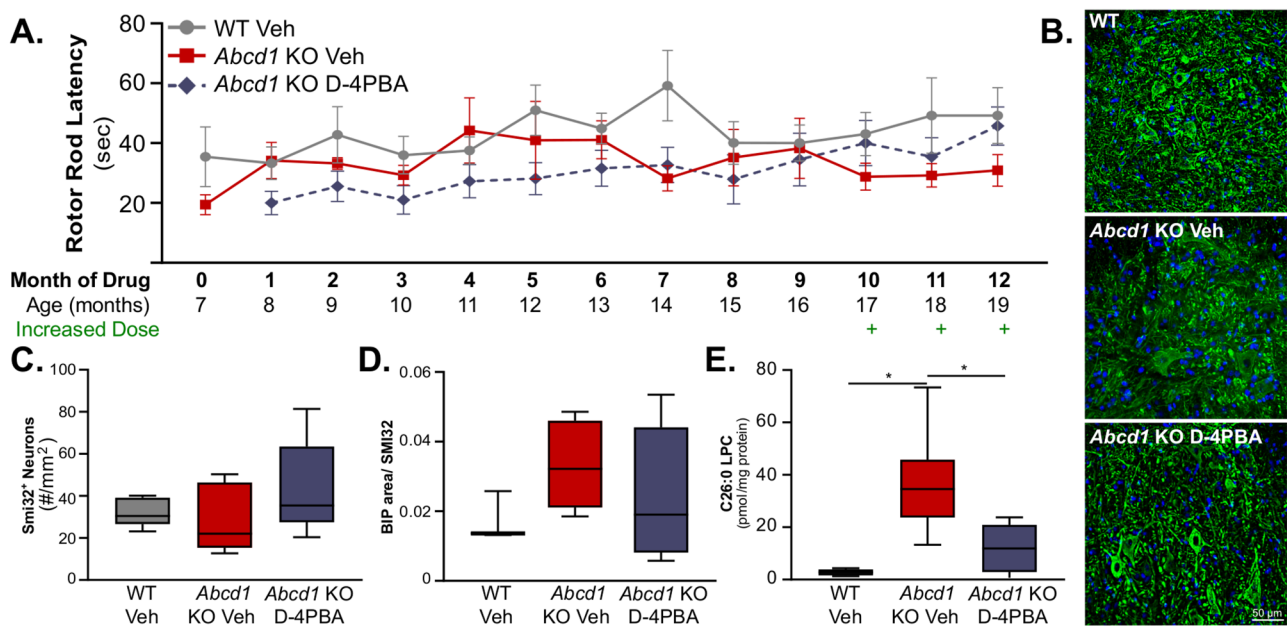 A.
Rotor Rod Latency
(sec)
80
60
40
20
WT Veh
Abcd1 KO Veh
Abcd1 KO D-4PBA
Month of Drug 0 1 2 3 4 5 6 7 8 9 10 11 12
Age (months) 7 8 9 10 11 12 13 14 15 16 17 18 19
Increased Dose + + +
B.
WT
Abcd1 KO Veh
Abcd1 KO D-4PBA
50 um
C.
Smi32+ Neurons
(#/mm2)
100
80
60
40
20
0
WT
Veh
Abcd1
KO Veh
Abcd1 KO
D-4PBA
D.
BIP area/ SMI32
0.06
0.04
0.02
0
WT
Veh
Abcd1
KO Veh
Abcd1 KO
D-4PBA
E.
C26:0 LPC
(pmol/mg protein)
80
60
40
20
0
* *
WT
Veh
Abcd1
KO Veh
Abcd1 KO
D-4PBA